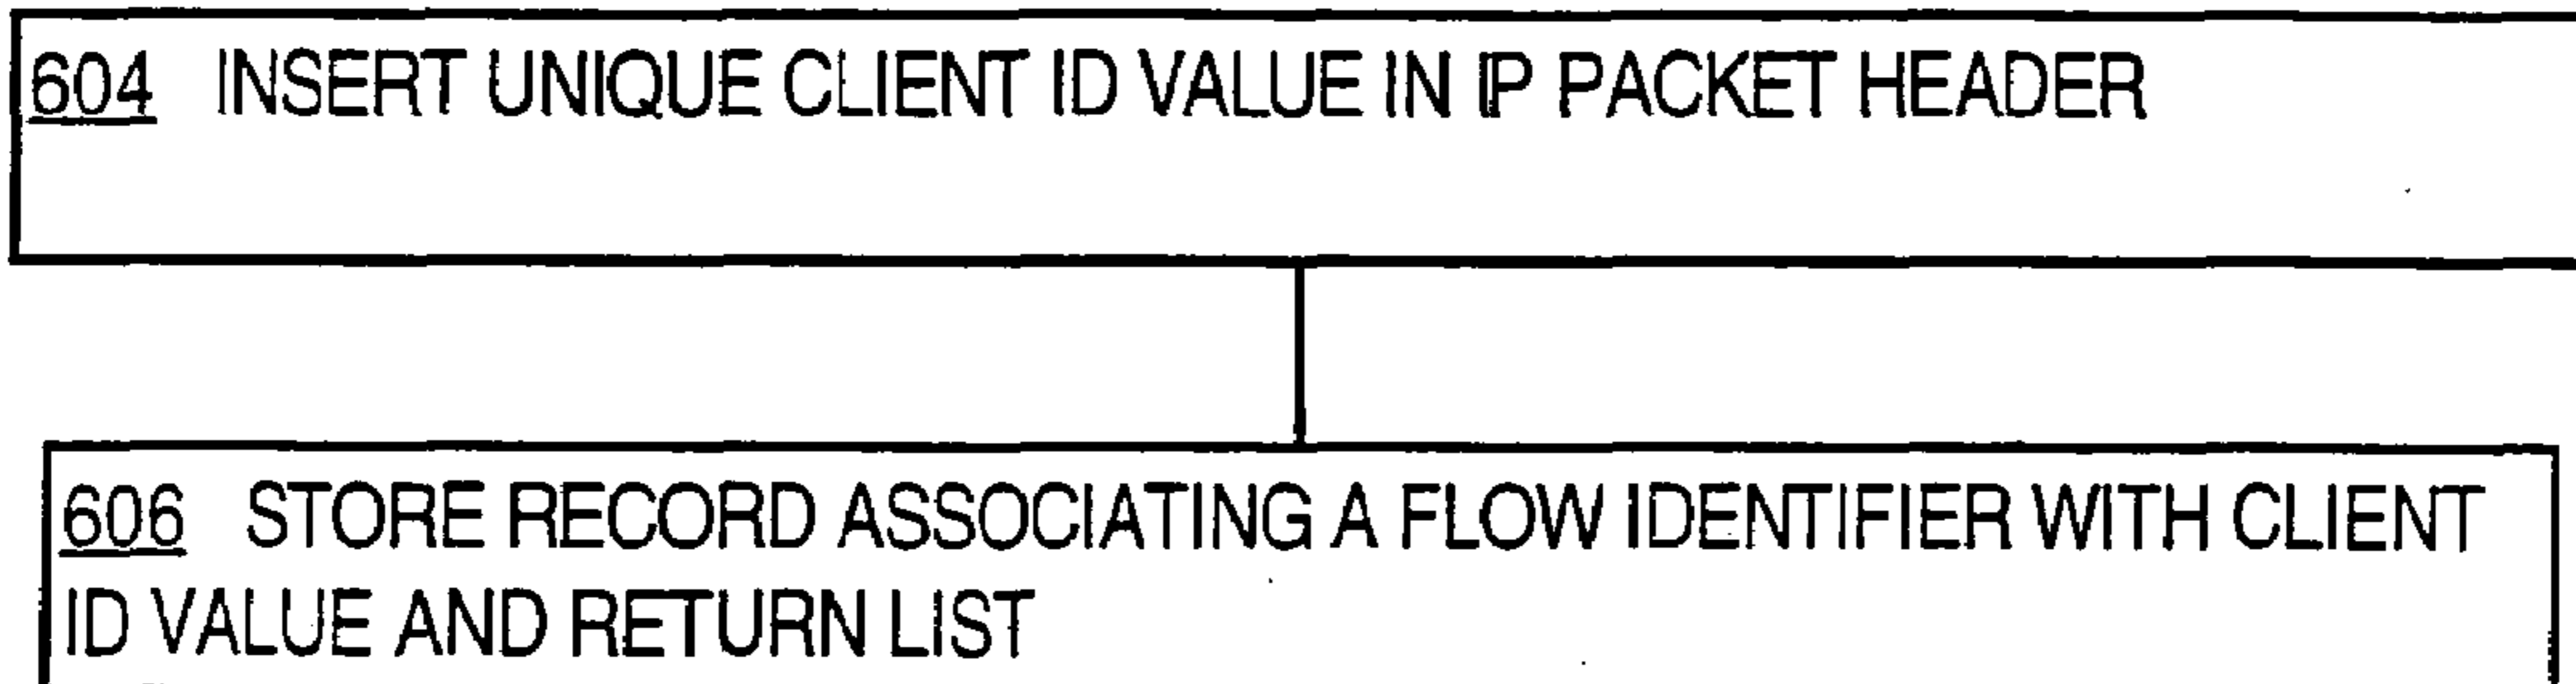 604 INSERT UNIQUE CLIENT ID VALUE IN IP PACKET HEADER
606 STORE RECORD ASSOCIATING A FLOW IDENTIFIER WITH CLIENT
ID VALUE AND RETURN LIST